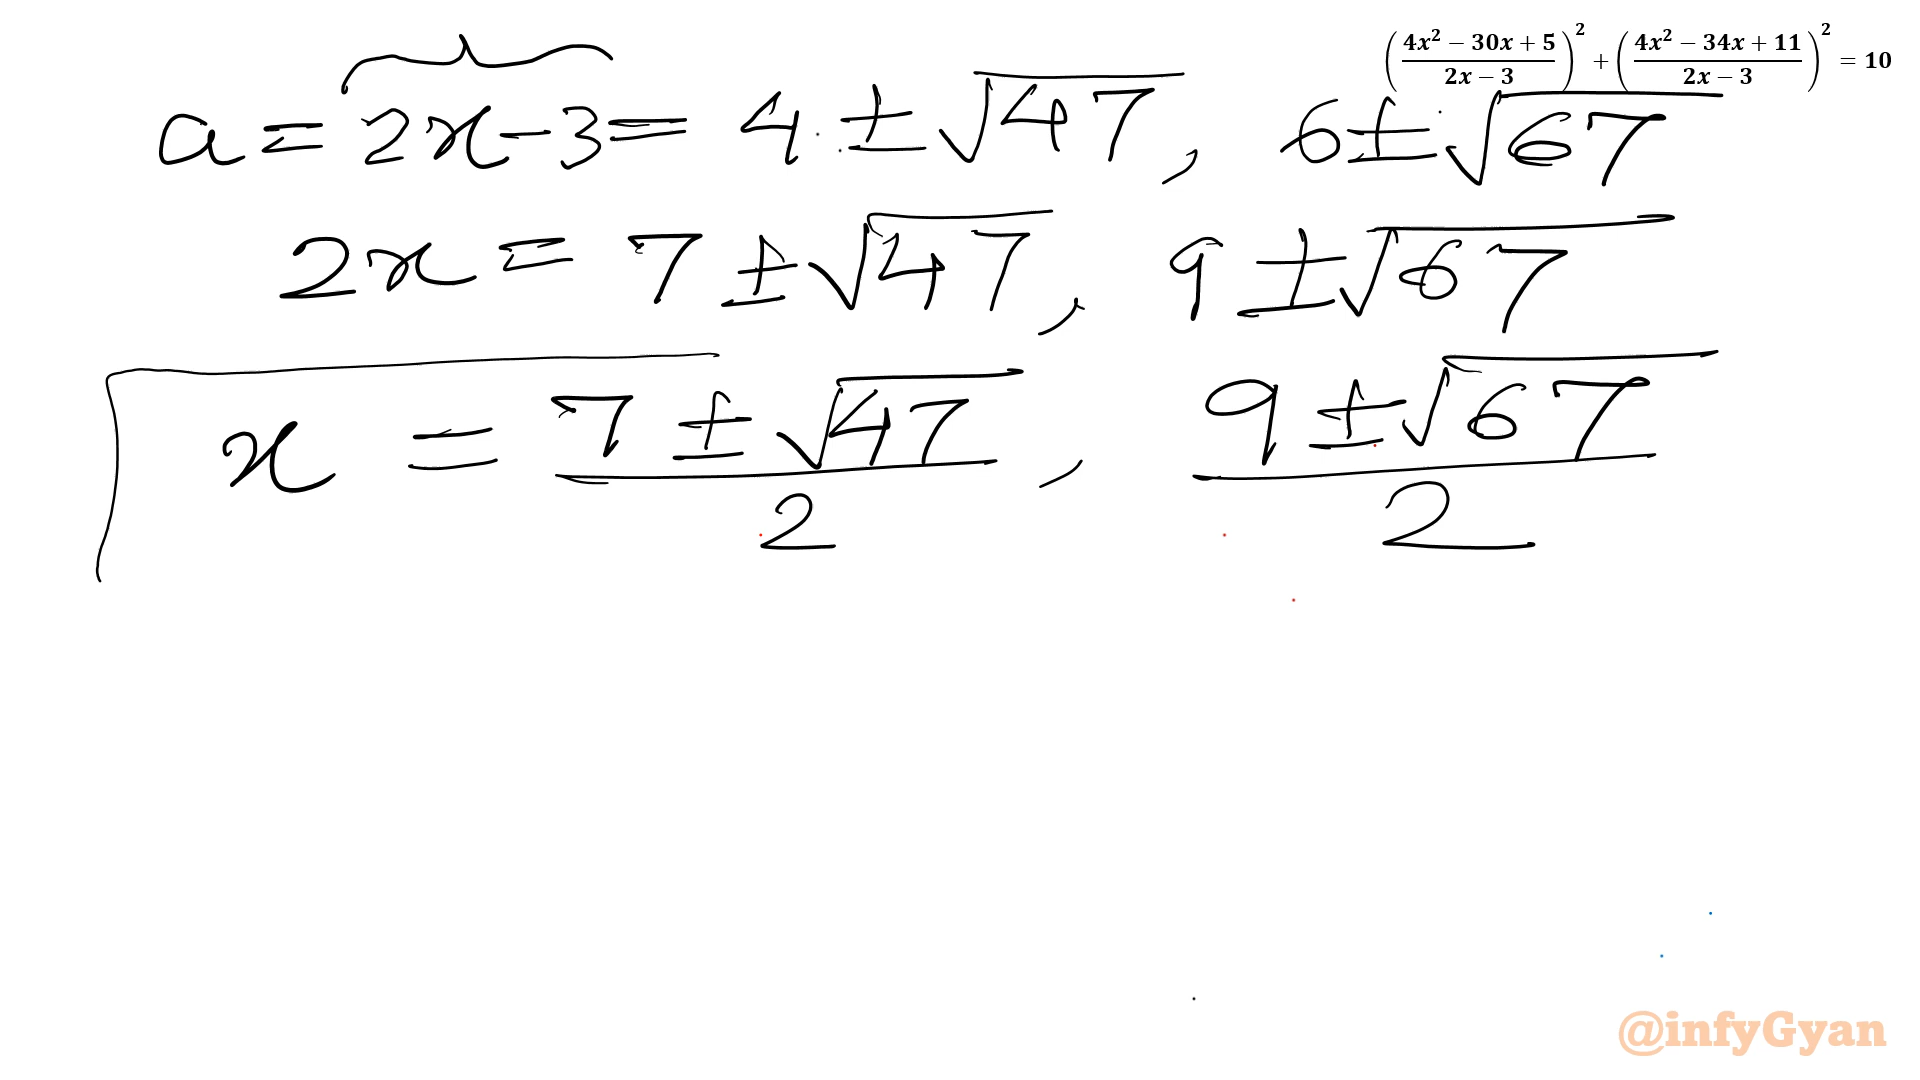 (4x² − 30x + 5 / 2x − 3)² + (4x² − 34x + 11 / 2x − 3)² = 10
a = 2x − 3 = 4 ± √47 , 6 ± √67
2x = 7 ± √47 , 9 ± √67
x = 7 ± √47 / 2 , 9 ± √67 / 2
@infyGyan